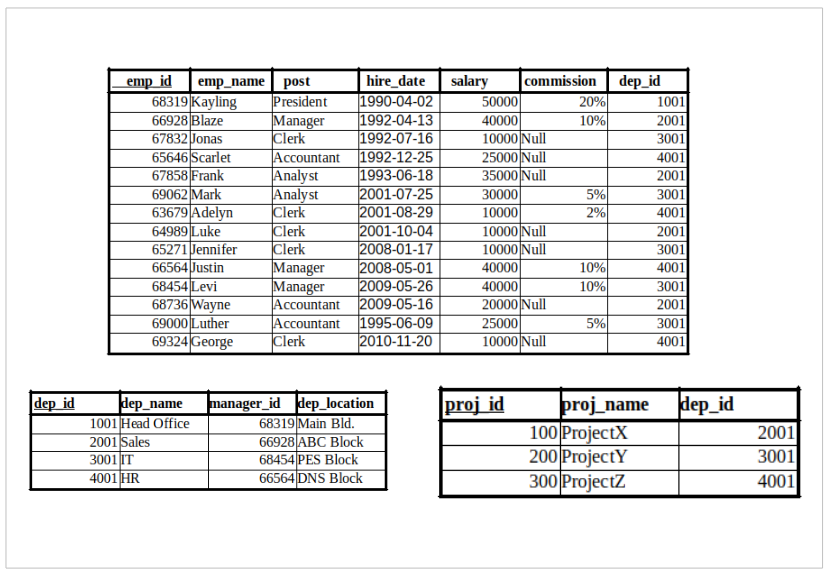 emp_id emp_name post hire_date salary commission dep_id
68319 Kayling President 1990-04-02 50000 20% 1001
66928 Blaze Manager 1992-04-13 40000 10% 2001
67832 Jonas Clerk 1992-07-16 10000 Null 3001
65646 Scarlet Accountant 1992-12-25 25000 Null 4001
67858 Frank Analyst 1993-06-18 35000 Null 2001
69062 Mark Analyst 2001-07-25 30000 5% 3001
63679 Adelyn Clerk 2001-08-29 10000 2% 4001
64989 Luke Clerk 2001-10-04 10000 Null 2001
65271 Jennifer Clerk 2008-01-17 10000 Null 3001
66564 Justin Manager 2008-05-01 40000 10% 4001
68454 Levi Manager 2009-05-26 40000 10% 3001
68736 Wayne Accountant 2009-05-16 20000 Null 2001
69000 Luther Accountant 1995-06-09 25000 5% 3001
69324 George Clerk 2010-11-20 10000 Null 4001
dep_id dep_name manager_id dep_location
1001 Head Office 68319 Main Bld.
2001 Sales 66928 ABC Block
3001 IT 68454 PES Block
4001 HR 66564 DNS Block
proj_id proj_name dep_id
100 ProjectX 2001
200 ProjectY 3001
300 ProjectZ 4001